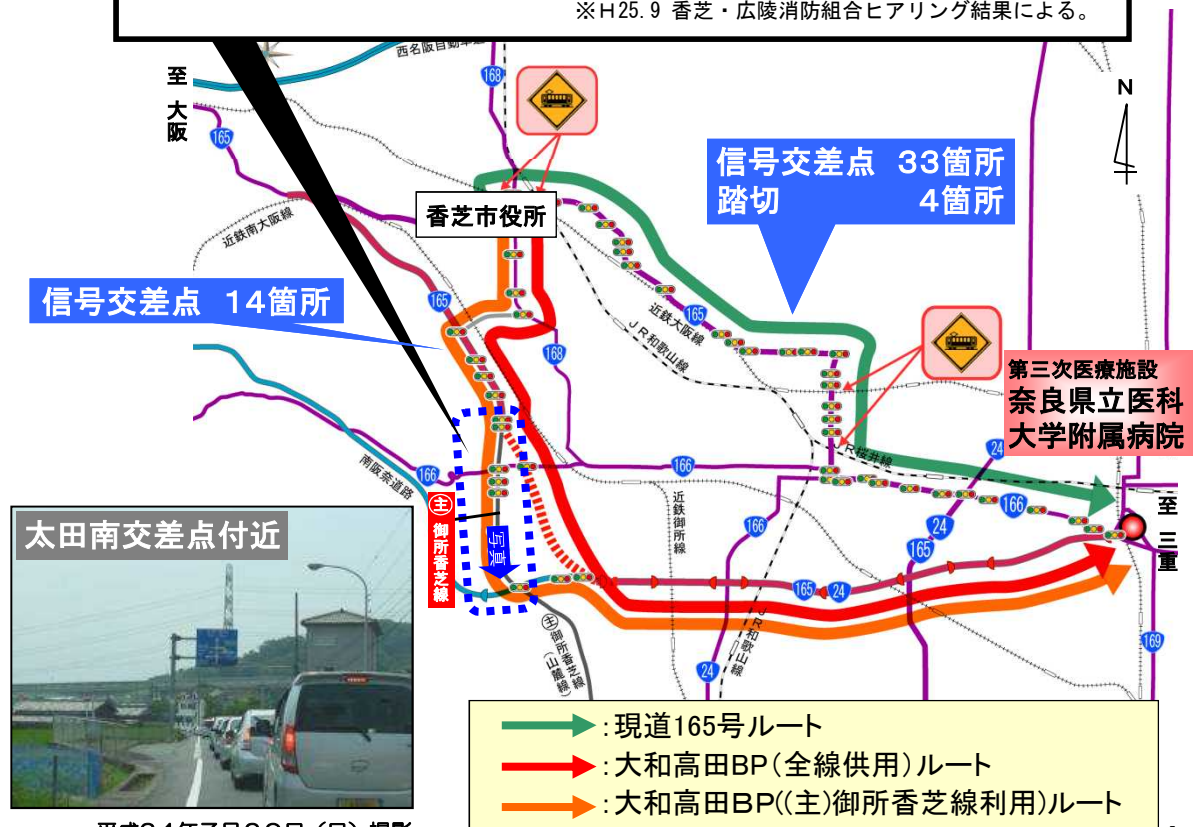 ※H25.9 香芝・広陵消防組合ヒアリング結果による。
西名阪自動車道
至 大阪
168
N
165
信号交差点 33箇所
踏切 4箇所
香芝市役所
近鉄南大阪線
信号交差点 14箇所
165
近鉄大阪線
165
JR和歌山線
168
第三次医療施設
奈良県立医科
大学附属病院
24
JR桜井線
166
166
南阪奈道路
主 御所香芝線
近鉄御所線
166
166
24
165
至 三重
写真
太田南交差点付近
165
24
主 御所香芝線
(山麓線)
JR和歌山線
24
169
:現道165号ルート
:大和高田BP(全線供用)ルート
:大和高田BP((主)御所香芝線利用)ルート